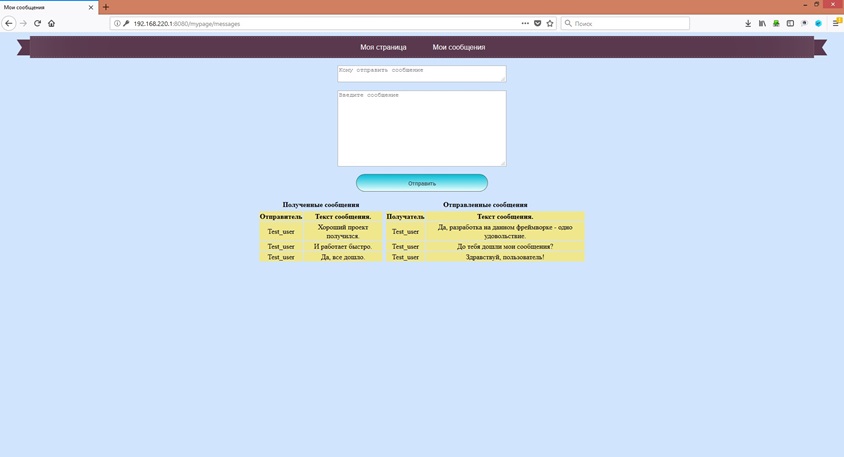 Мои сообщения
192.168.220.1:8080/mypage/messages
Поиск
Моя страница
Мои сообщения
Кому отправить сообщение
Введите сообщение
Отправить
Полученные сообщения
Отправитель Текст сообщения.
Test_user Хороший проект
получился.
Test_user И работает быстро.
Test_user Да, все дошло.
Отправленные сообщения
Получатель Текст сообщения.
Test_user Да, разработка на данном фреймворке - одно
удовольствие.
Test_user До тебя дошли мои сообщения?
Test_user Здравствуй, пользователь!